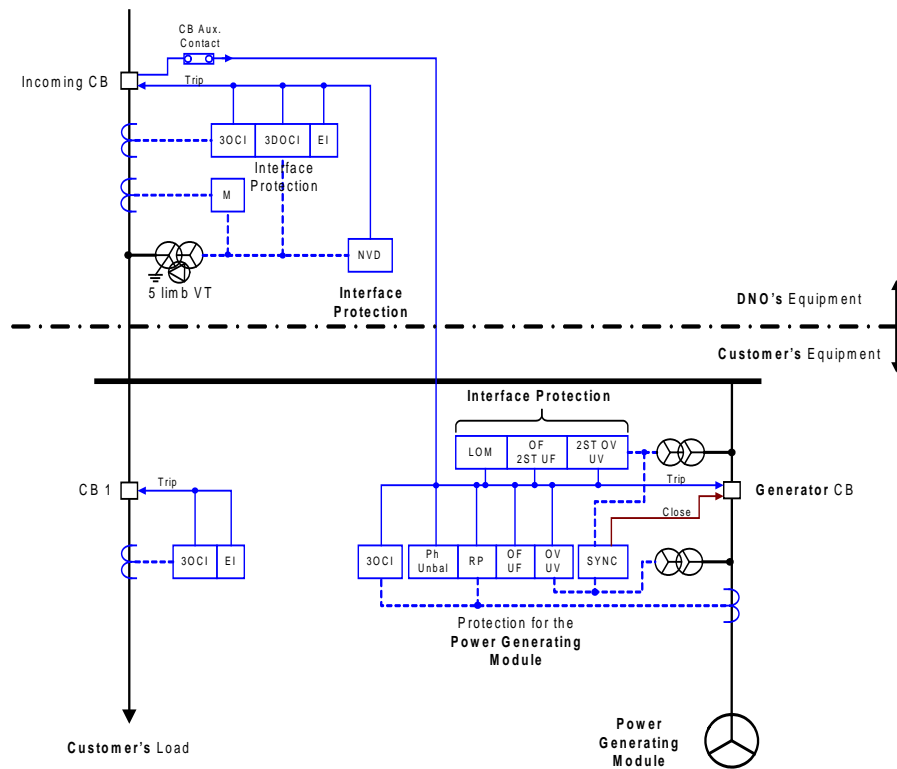 CB Aux.
Contact
Incoming CB
Trip
3OCI
3DOCI
EI
Interface
Protection
M
NVD
5 limb VT
Interface
Protection
DNO's Equipment
Customer's Equipment
Interface Protection
LOM
OF
2ST UF
2ST OV
UV
CB 1
Trip
Trip
Generator CB
Close
3OCI
EI
3OCI
Ph
Unbal
RP
OF
UF
OV
UV
SYNC
Protection for the
Power Generating
Module
Customer's Load
Power
Generating
Module